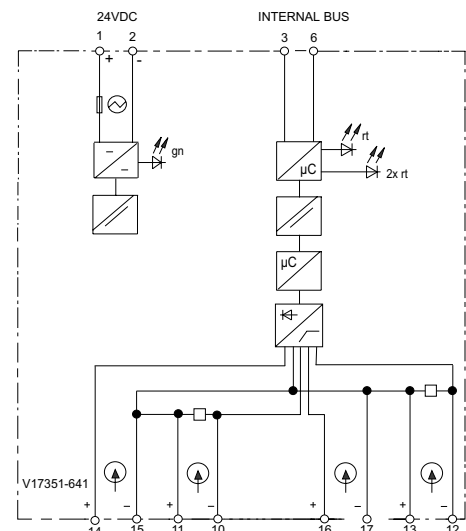 24VDC INTERNAL BUS
1 2 3 6
+ -
gn
rt
2x rt
– –
µC
µC
V17351-641
+ – + – + – + –
14 15 11 10 16 17 13 12